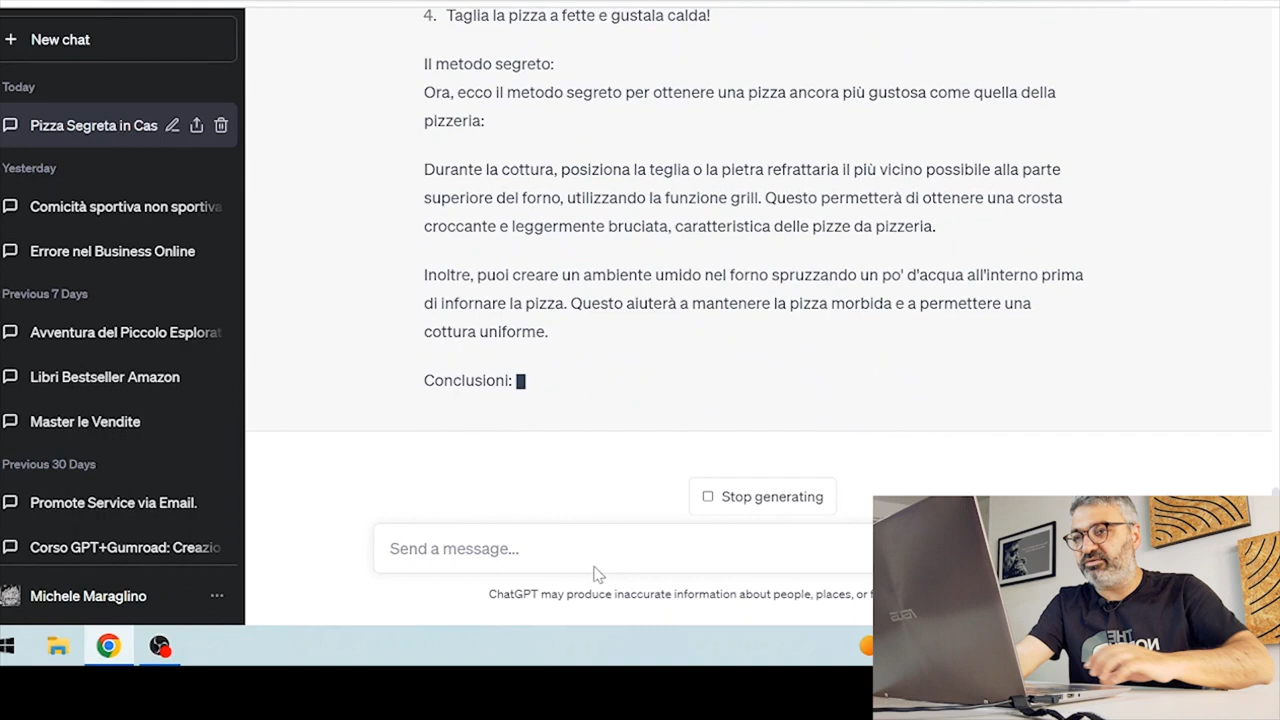 4. Taglia la pizza a fette e gustala calda!
Il metodo segreto:
Ora, ecco il metodo segreto per ottenere una pizza ancora più gustosa come quella della
pizzeria:
Durante la cottura, posiziona la teglia o la pietra refrattaria il più vicino possibile alla parte
superiore del forno, utilizzando la funzione grill. Questo permetterà di ottenere una crosta
croccante e leggermente bruciata, caratteristica delle pizze da pizzeria.
Inoltre, puoi creare un ambiente umido nel forno spruzzando un po' d'acqua all'interno prima
di infornare la pizza. Questo aiuterà a mantenere la pizza morbida e a permettere una
cottura uniforme.
Conclusioni:
Stop generating
Send a message...
ChatGPT may produce inaccurate information about people, places, or
+ New chat
Today
Pizza Segreta in Cas
Yesterday
Comicità sportiva non sportiva
Errore nel Business Online
Previous 7 Days
Avventura del Piccolo Esplorat
Libri Bestseller Amazon
Master le Vendite
Previous 30 Days
Promote Service via Email.
Corso GPT+Gumroad: Creazio
Michele Maraglino
ASUS
THE